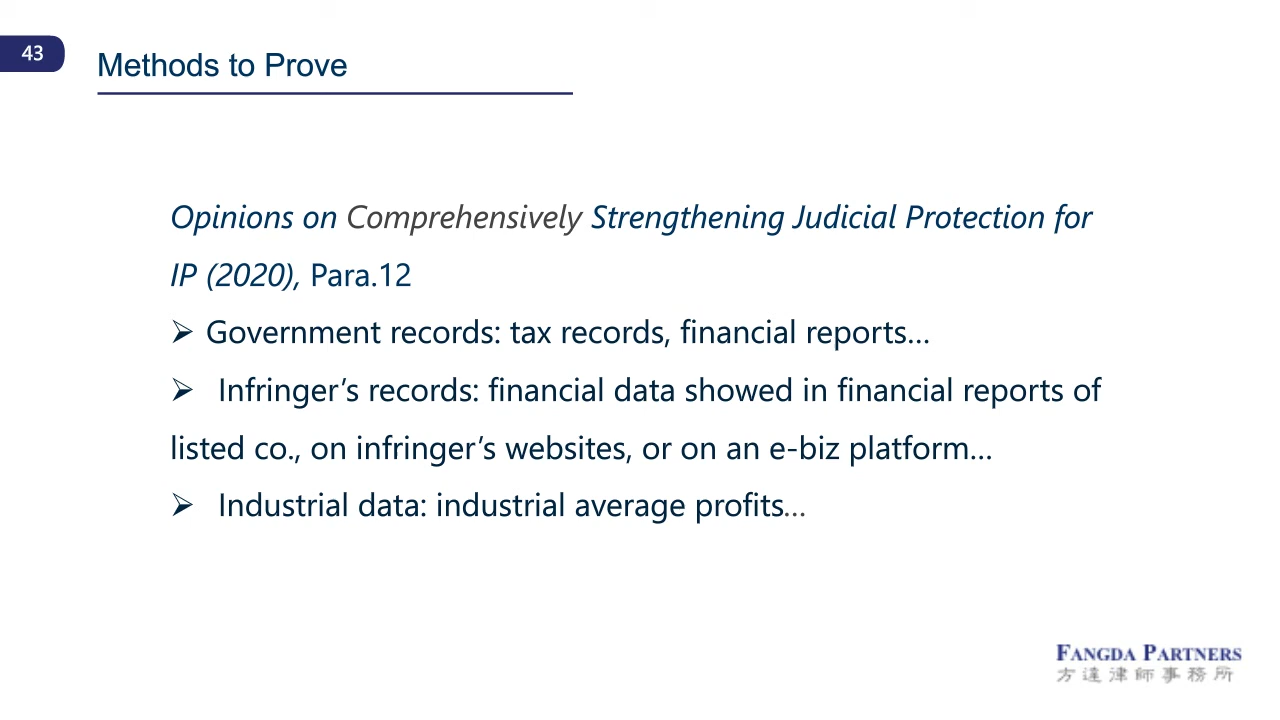 43
Methods to Prove
Opinions on Comprehensively Strengthening Judicial Protection for
IP (2020), Para.12
➢ Government records: tax records, financial reports…
➢ Infringer’s records: financial data showed in financial reports of
listed co., on infringer’s websites, or on an e-biz platform…
➢ Industrial data: industrial average profits…
FANGDA PARTNERS
方達律師事務所